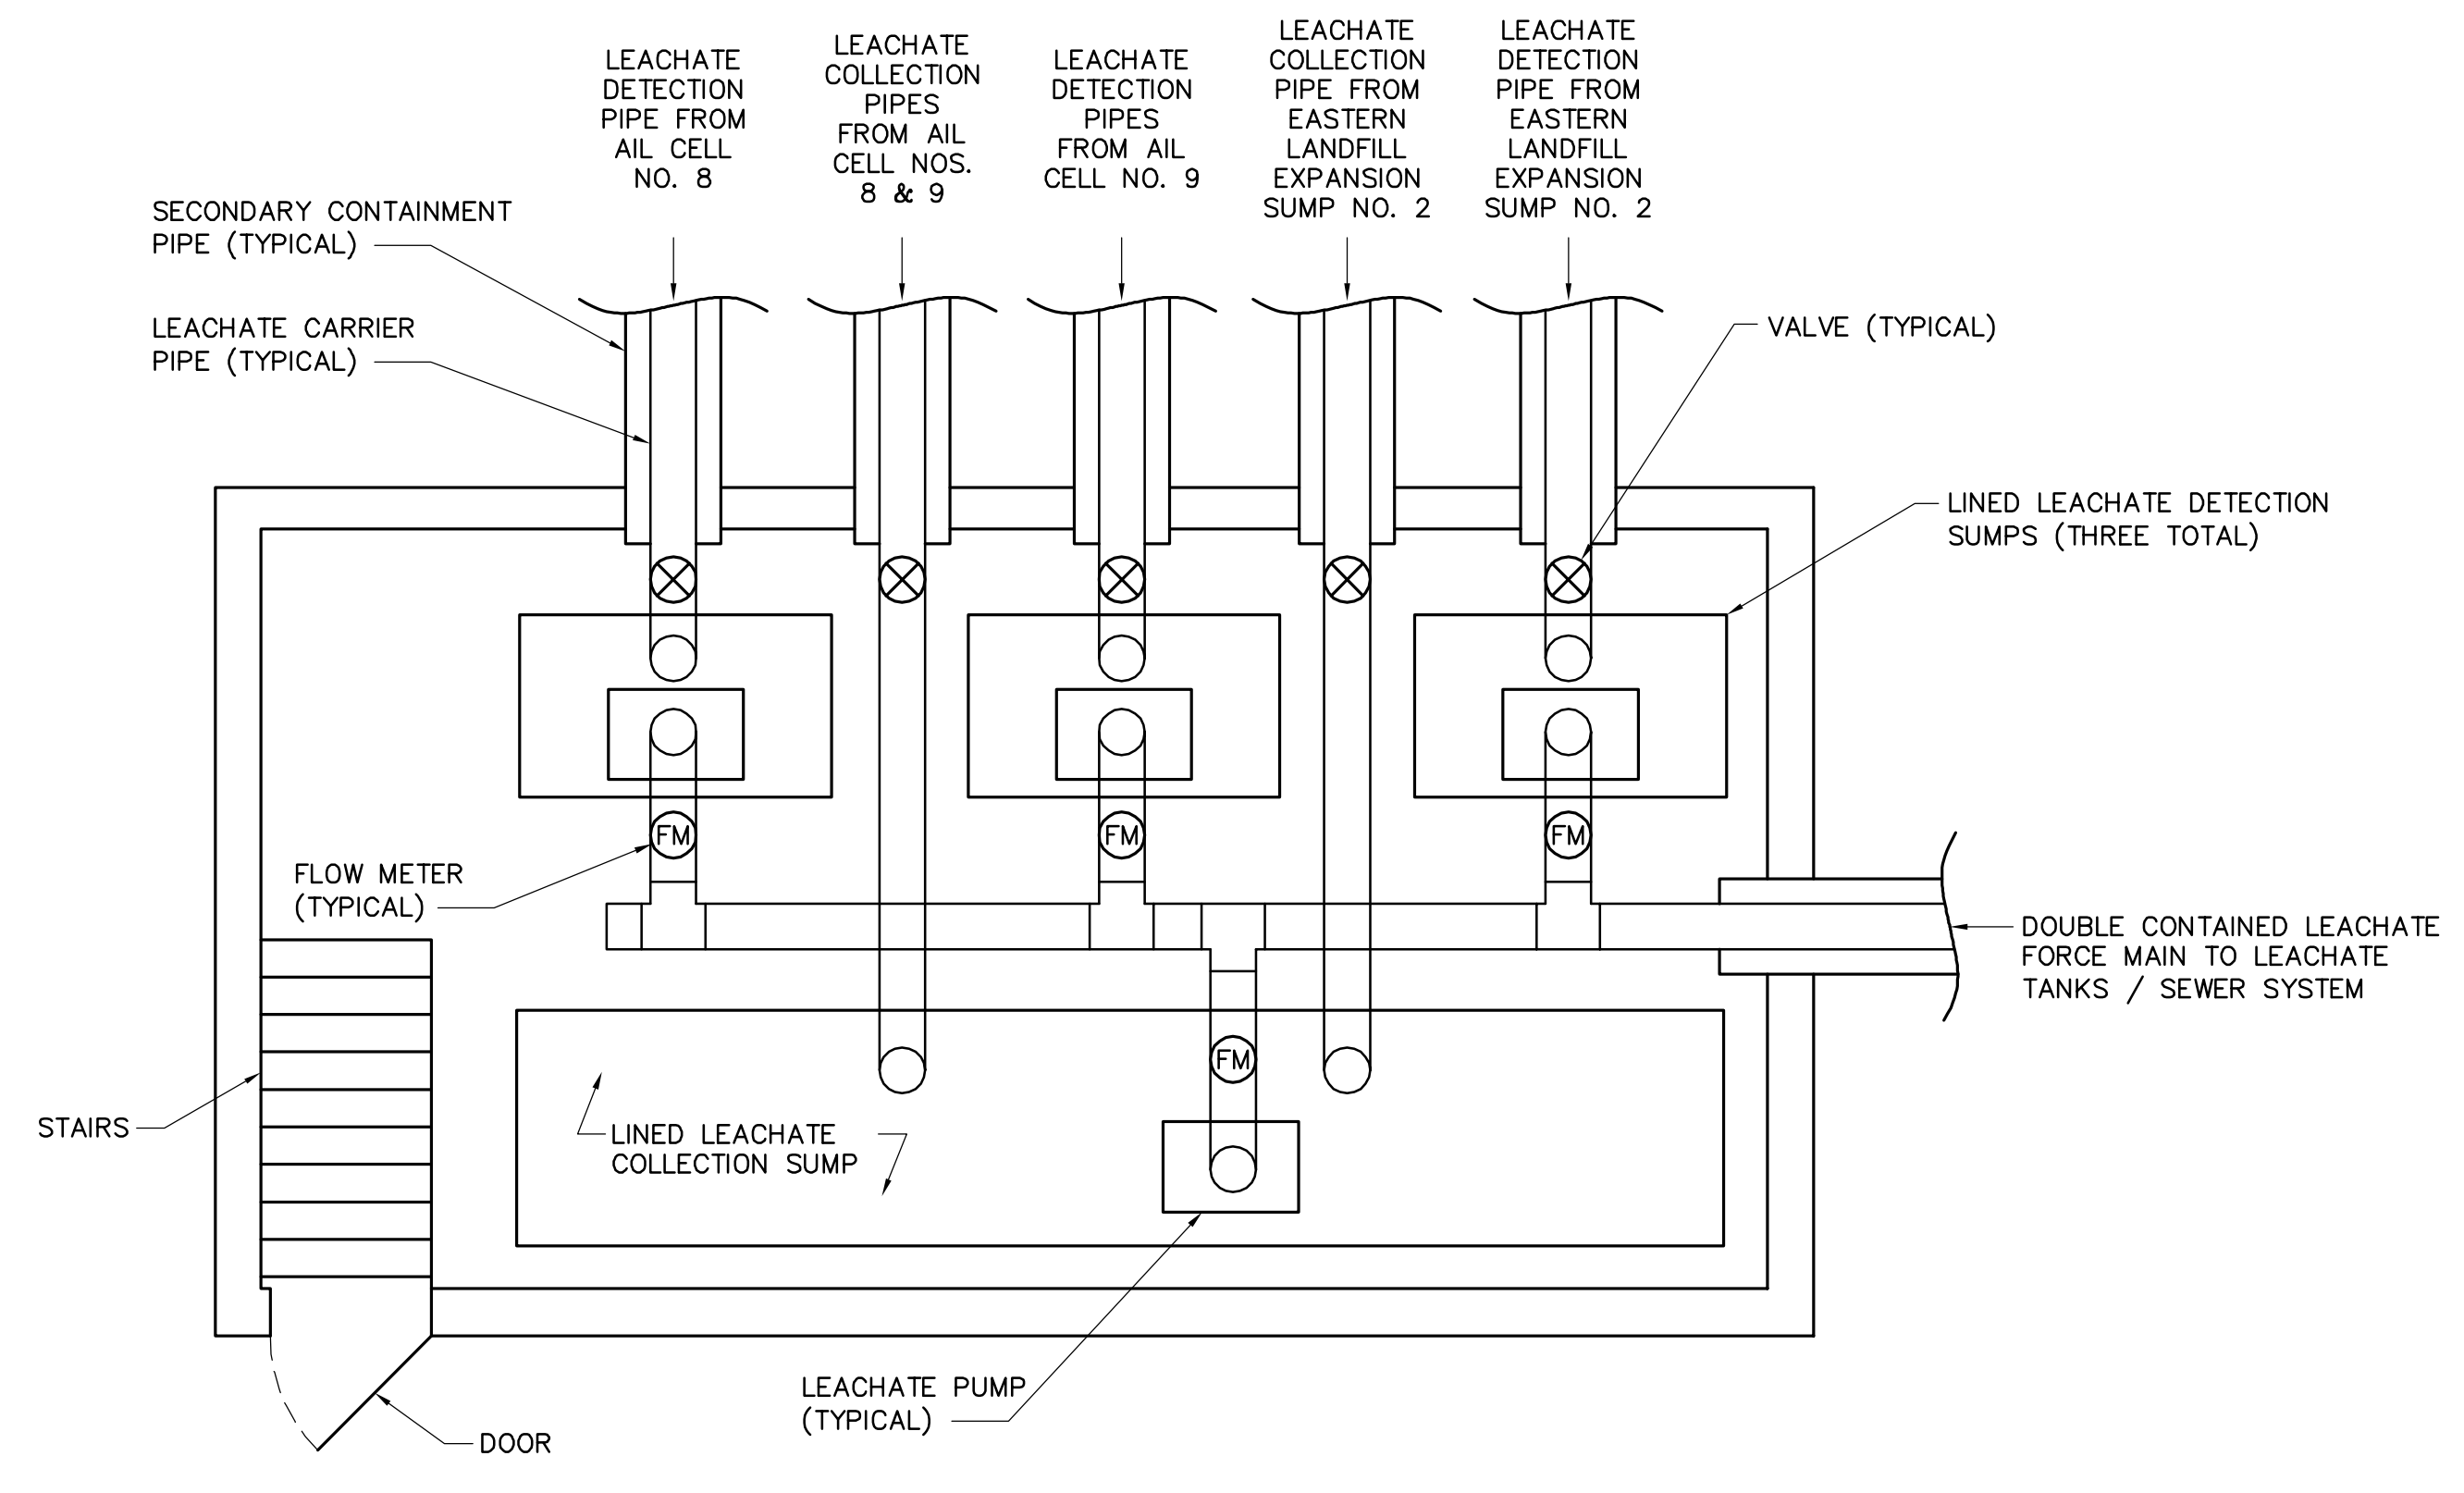 LEACHATE
DETECTION
PIPE FROM
AIL CELL
NO. 8
LEACHATE
COLLECTION
PIPES
FROM AIL
CELL NOS.
8 & 9
LEACHATE
DETECTION
PIPES
FROM AIL
CELL NO. 9
LEACHATE
COLLECTION
PIPE FROM
EASTERN
LANDFILL
EXPANSION
SUMP NO. 2
LEACHATE
DETECTION
PIPE FROM
EASTERN
LANDFILL
EXPANSION
SUMP NO. 2
SECONDARY CONTAINMENT
PIPE (TYPICAL)
LEACHATE CARRIER
PIPE (TYPICAL)
VALVE (TYPICAL)
LINED LEACHATE DETECTION
SUMPS (THREE TOTAL)
FM
FM
FM
FLOW METER
(TYPICAL)
DOUBLE CONTAINED LEACHATE
FORCE MAIN TO LEACHATE
TANKS / SEWER SYSTEM
FM
STAIRS
LINED LEACHATE
COLLECTION SUMP
LEACHATE PUMP
(TYPICAL)
DOOR